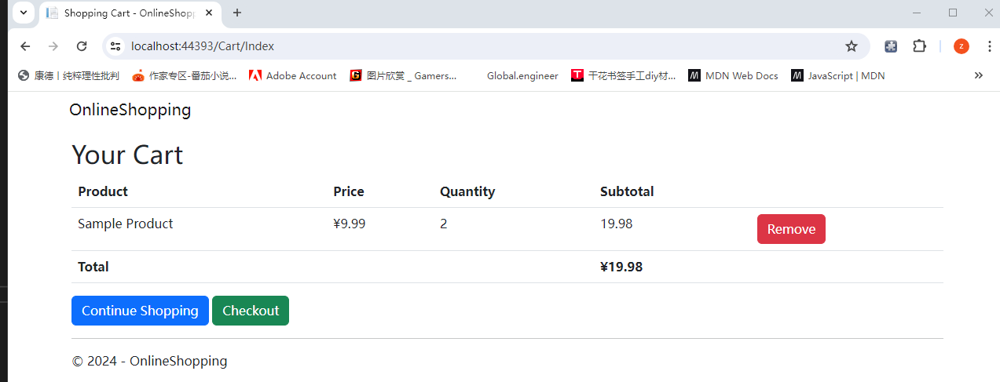 Shopping Cart - OnlineShopp
localhost:44393/Cart/Index
z
康德丨纯粹理性批判 作家专区-番茄小说... Adobe Account 图片欣赏 _ Gamers... Global.engineer 干花书签手工diy材... MDN Web Docs JavaScript | MDN
OnlineShopping
Your Cart
Product Price Quantity Subtotal
Sample Product ¥9.99 2 19.98 Remove
Total ¥19.98
Continue Shopping Checkout
© 2024 - OnlineShopping